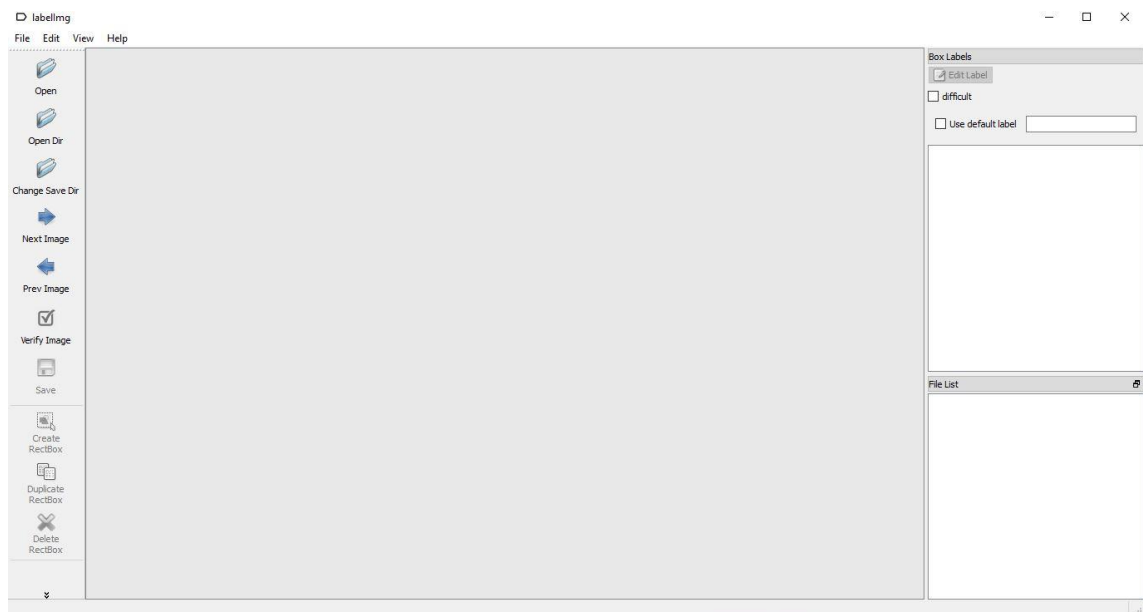 labelImg
File Edit View Help
Open
Open Dir
Change Save Dir
Next Image
Prev Image
Verify Image
Save
Create
RectBox
Duplicate
RectBox
Delete
RectBox
Box Labels
Edit Label
difficult
Use default label
File List